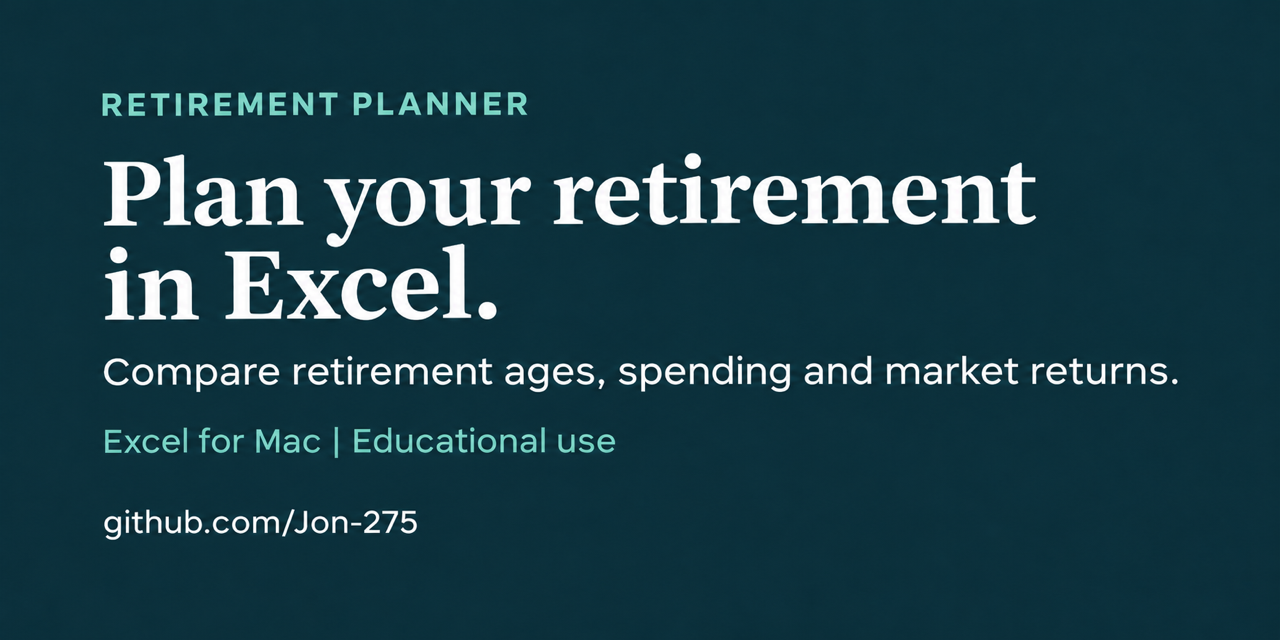 RETIREMENT PLANNER
Plan your retirement
in Excel.
Compare retirement ages, spending and market returns.
Excel for Mac | Educational use
github.com/Jon-275